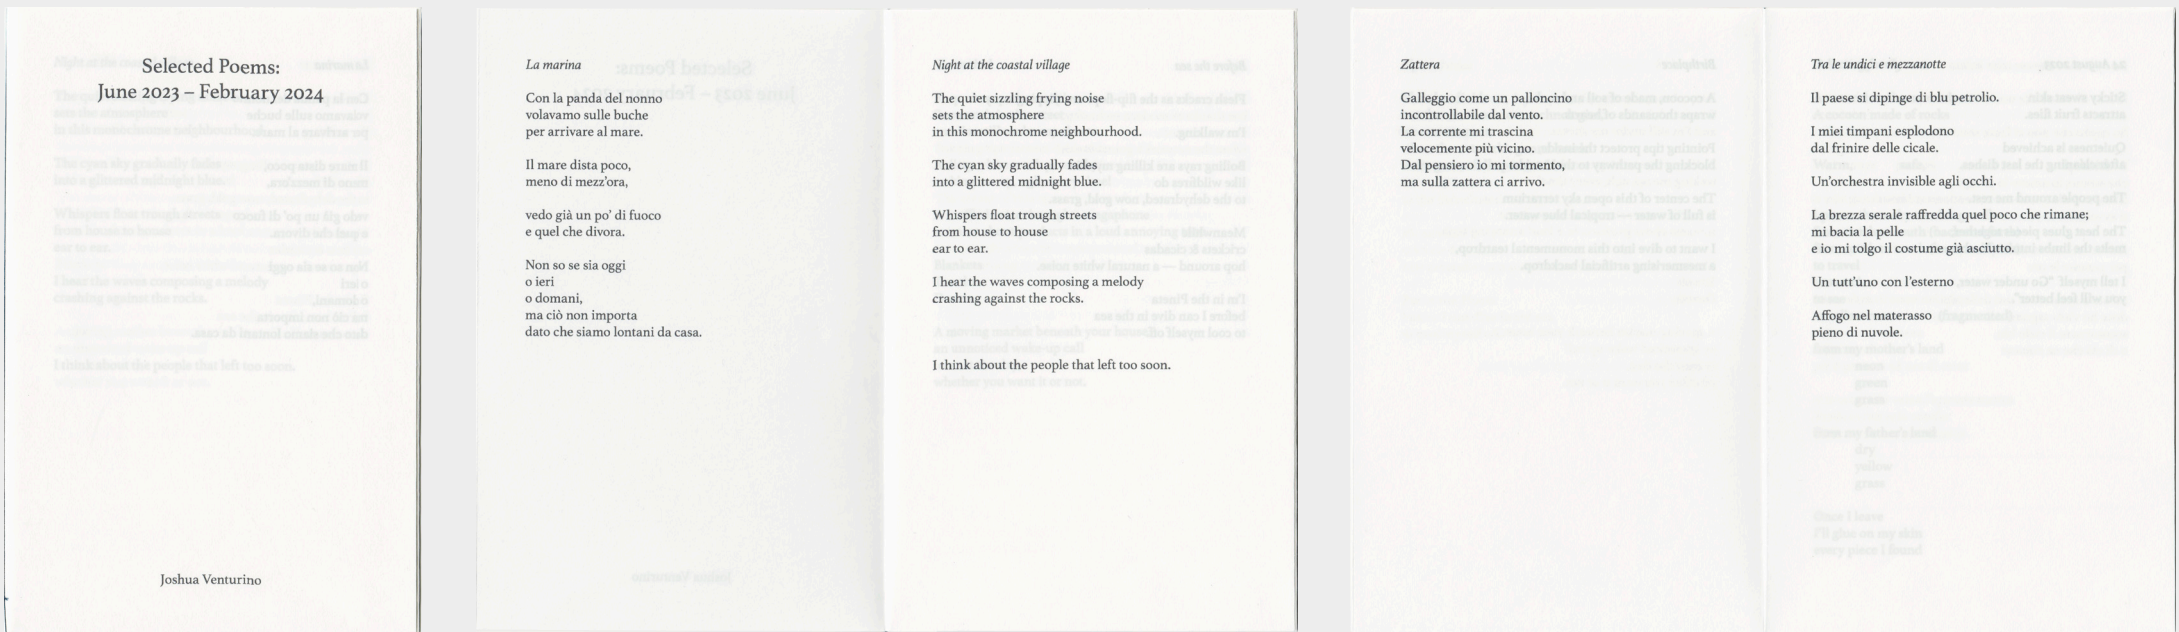 Selected Poems:
June 2023 – February 2024
Joshua Venturino
La marina
Con la panda del nonno
volavamo sulle buche
per arrivare al mare.
Il mare dista poco,
meno di mezz’ora,
vedo già un po’ di fuoco
e quel che divora.
Non so se sia oggi
o ieri
o domani,
ma ciò non importa
dato che siamo lontani da casa.
Night at the coastal village
The quiet sizzling frying noise
sets the atmosphere
in this monochrome neighbourhood.
The cyan sky gradually fades
into a glittered midnight blue.
Whispers float trough streets
from house to house
ear to ear.
I hear the waves composing a melody
crashing against the rocks.
I think about the people that left too soon.
Zattera
Galleggio come un palloncino
incontrollabile dal vento.
La corrente mi trascina
velocemente più vicino.
Dal pensiero io mi tormento,
ma sulla zattera ci arrivo.
Tra le undici e mezzanotte
Il paese si dipinge di blu petrolio.
I miei timpani esplodono
dal frinire delle cicale.
Un’orchestra invisibile agli occhi.
La brezza serale raffredda quel poco che rimane;
mi bacia la pelle
e io mi tolgo il costume già asciutto.
Un tutt’uno con l’esterno
Affogo nel materasso
pieno di nuvole.